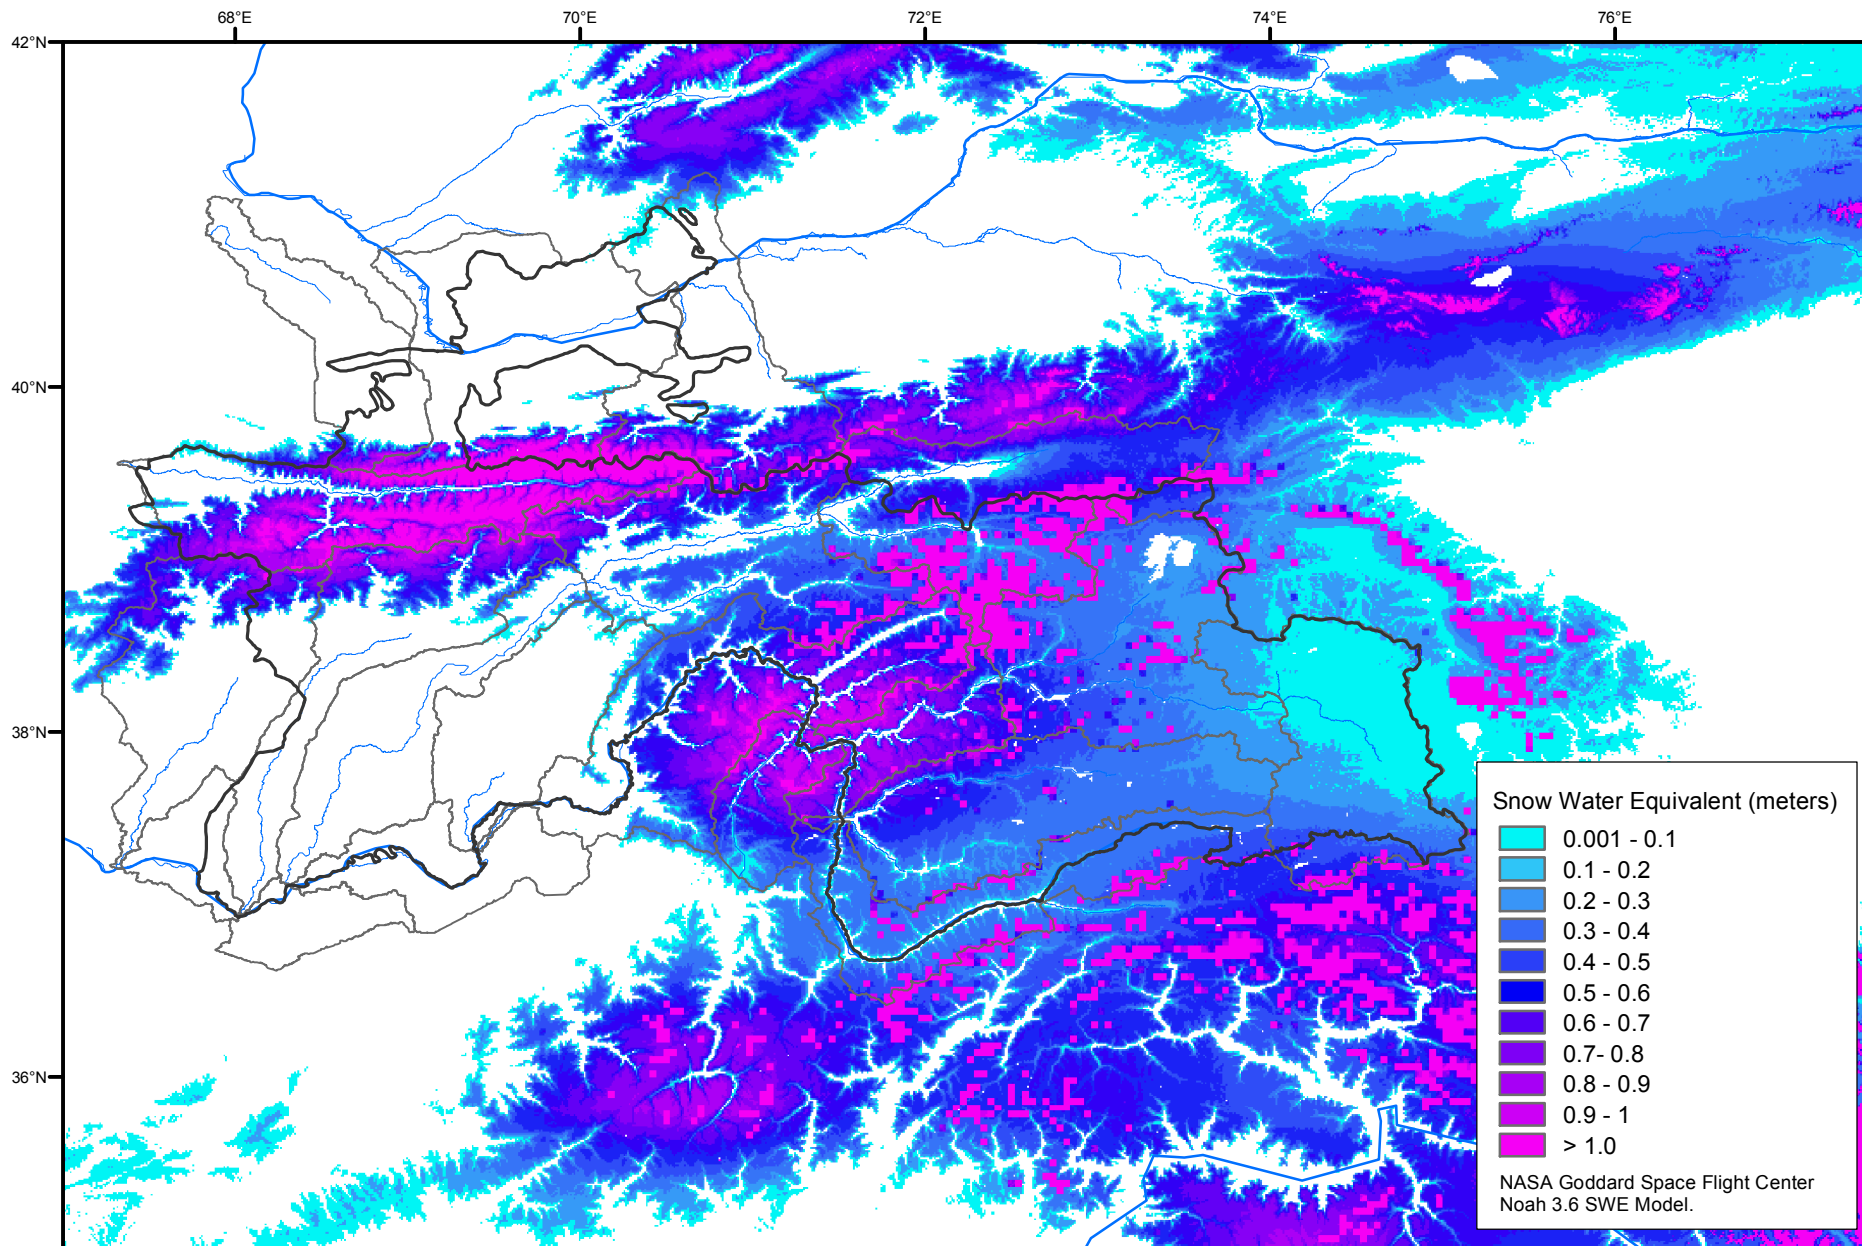 68°E 70°E 72°E 74°E 76°E
42°N
40°N
38°N
36°N
Snow Water Equivalent (meters)
0.001 - 0.1
0.1 - 0.2
0.2 - 0.3
0.3 - 0.4
0.4 - 0.5
0.5 - 0.6
0.6 - 0.7
0.7- 0.8
0.8 - 0.9
0.9 - 1
> 1.0
NASA Goddard Space Flight Center
Noah 3.6 SWE Model.